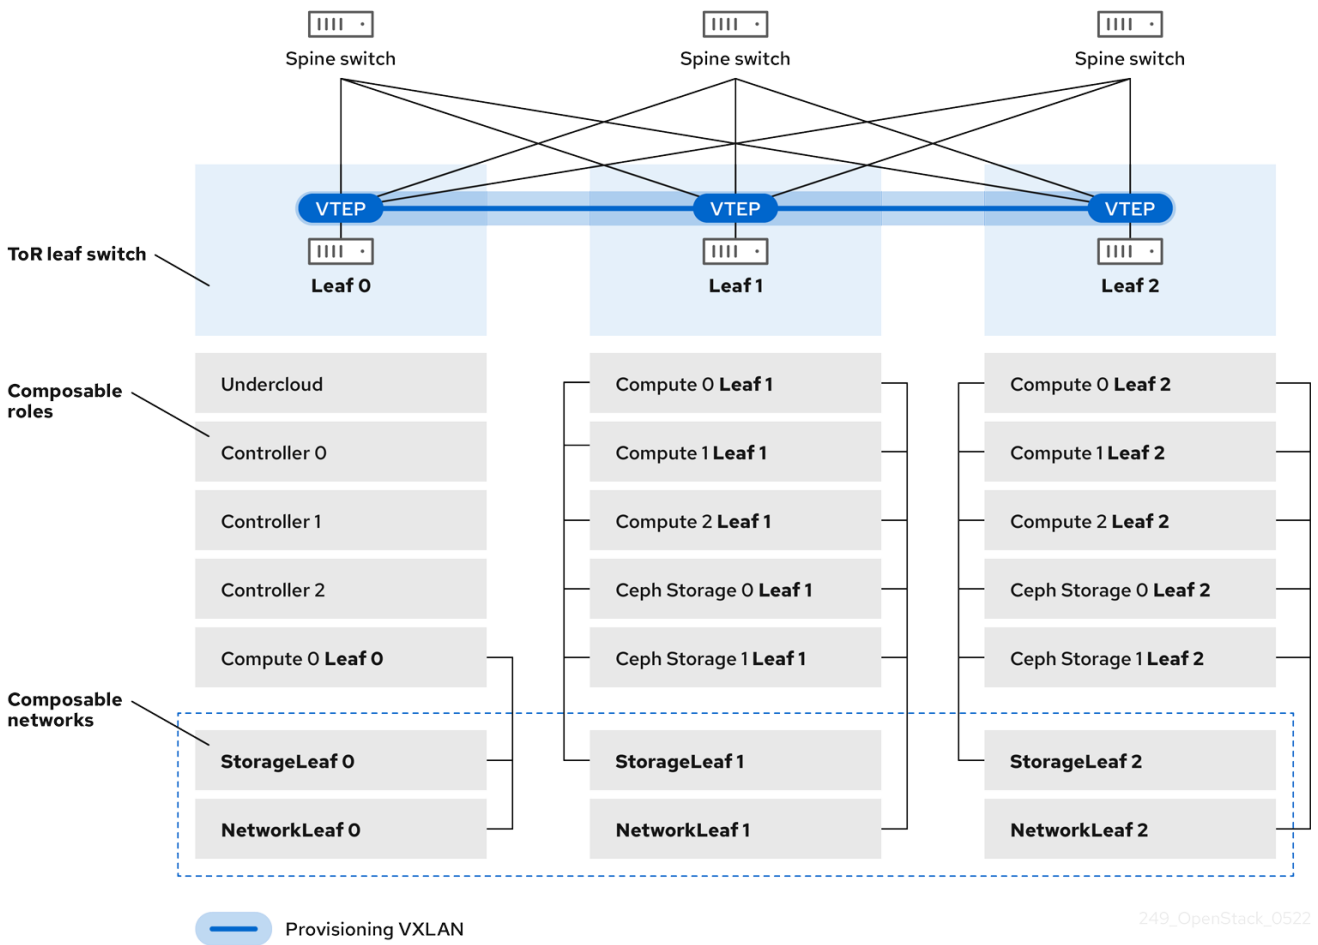 Spine switch
Spine switch
Spine switch
VTEP
VTEP
VTEP
ToR leaf switch
Leaf 0
Leaf 1
Leaf 2
Composable
roles
Undercloud
Controller 0
Controller 1
Controller 2
Compute 0 Leaf 0
Compute 0 Leaf 1
Compute 1 Leaf 1
Compute 2 Leaf 1
Ceph Storage 0 Leaf 1
Ceph Storage 1 Leaf 1
Compute 0 Leaf 2
Compute 1 Leaf 2
Compute 2 Leaf 2
Ceph Storage 0 Leaf 2
Ceph Storage 1 Leaf 2
Composable
networks
StorageLeaf 0
NetworkLeaf 0
StorageLeaf 1
NetworkLeaf 1
StorageLeaf 2
NetworkLeaf 2
Provisioning VXLAN
249_OpenStack_0522